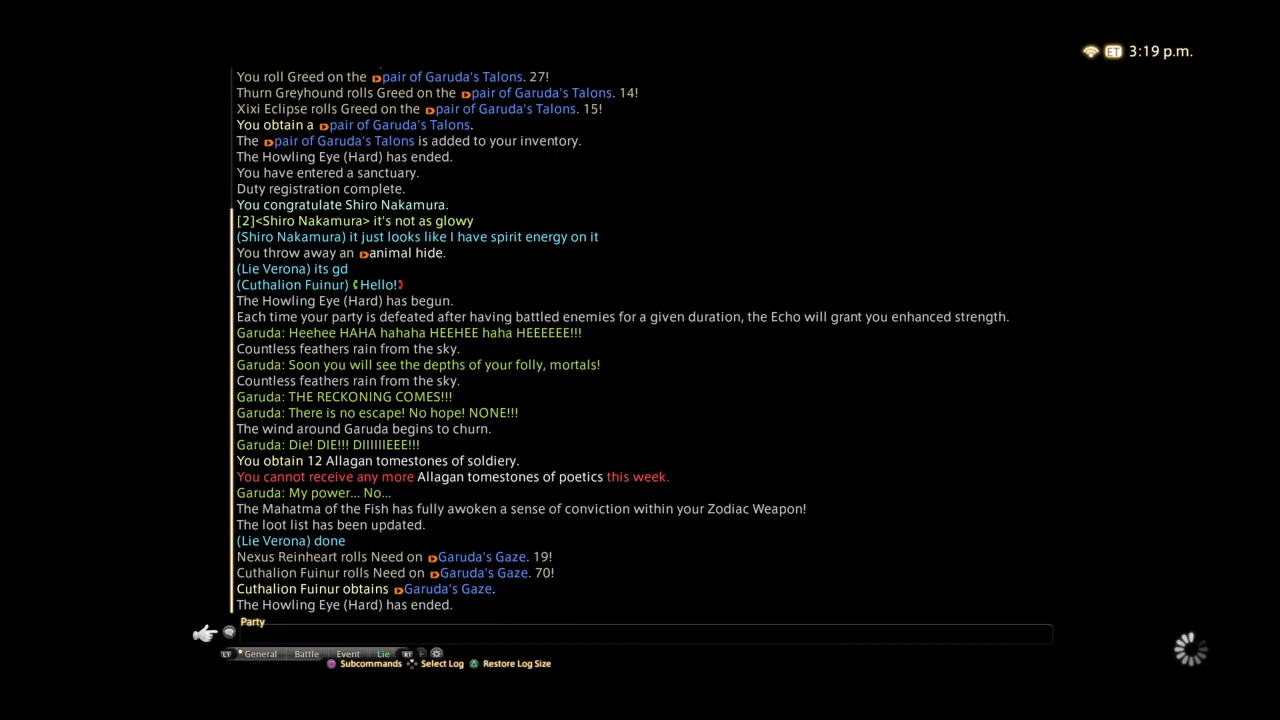 ET 3:19 p.m.
You roll Greed on the pair of Garuda's Talons. 27!
Thurn Greyhound rolls Greed on the pair of Garuda's Talons. 14!
Xixi Eclipse rolls Greed on the pair of Garuda's Talons. 15!
You obtain a pair of Garuda's Talons.
The pair of Garuda's Talons is added to your inventory.
The Howling Eye (Hard) has ended.
You have entered a sanctuary.
Duty registration complete.
You congratulate Shiro Nakamura.
[2]<Shiro Nakamura> it's not as glowy
(Shiro Nakamura) it just looks like I have spirit energy on it
You throw away an animal hide.
(Lie Verona) its gd
(Cuthalion Fuinur) Hello!
The Howling Eye (Hard) has begun.
Each time your party is defeated after having battled enemies for a given duration, the Echo will grant you enhanced strength.
Garuda: Heehee HAHA hahaha HEEHEE haha HEEEEEE!!!
Countless feathers rain from the sky.
Garuda: Soon you will see the depths of your folly, mortals!
Countless feathers rain from the sky.
Garuda: THE RECKONING COMES!!!
Garuda: There is no escape! No hope! NONE!!!
The wind around Garuda begins to churn.
Garuda: Die! DIE!!! DIIIIIIEEE!!!
You obtain 12 Allagan tomestones of soldiery.
You cannot receive any more Allagan tomestones of poetics this week.
Garuda: My power... No...
The Mahatma of the Fish has fully awoken a sense of conviction within your Zodiac Weapon!
The loot list has been updated.
(Lie Verona) done
Nexus Reinheart rolls Need on Garuda's Gaze. 19!
Cuthalion Fuinur rolls Need on Garuda's Gaze. 70!
Cuthalion Fuinur obtains Garuda's Gaze.
The Howling Eye (Hard) has ended.
Party
LT General Battle Event Lie RT
Subcommands Select Log Restore Log Size